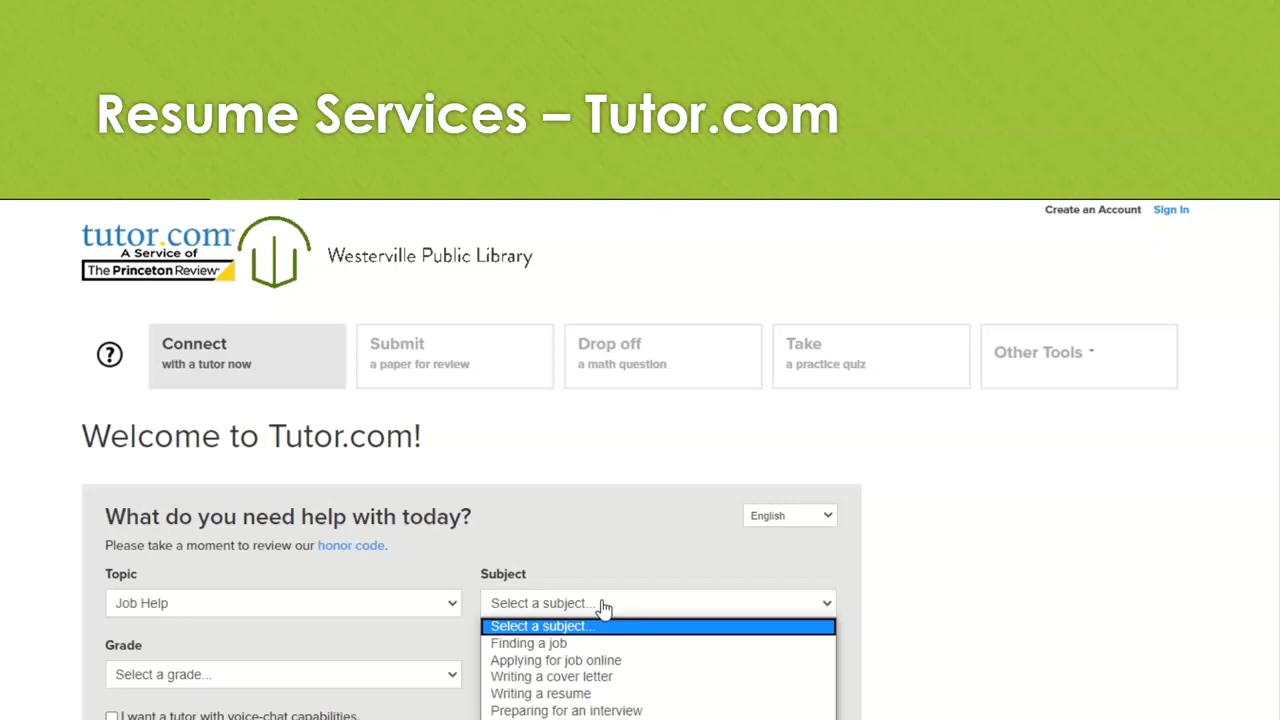 Resume Services – Tutor.com
Create an Account Sign In
tutor.com
A Service of
The Princeton Review
Westerville Public Library
?
Connect
with a tutor now
Submit
a paper for review
Drop off
a math question
Take
a practice quiz
Other Tools
Welcome to Tutor.com!
What do you need help with today?
English
Please take a moment to review our honor code.
Topic
Job Help
Subject
Select a subject...
Select a subject...
Finding a job
Applying for job online
Writing a cover letter
Writing a resume
Preparing for an interview
Grade
Select a grade...
I want a tutor with voice-chat capabilities.